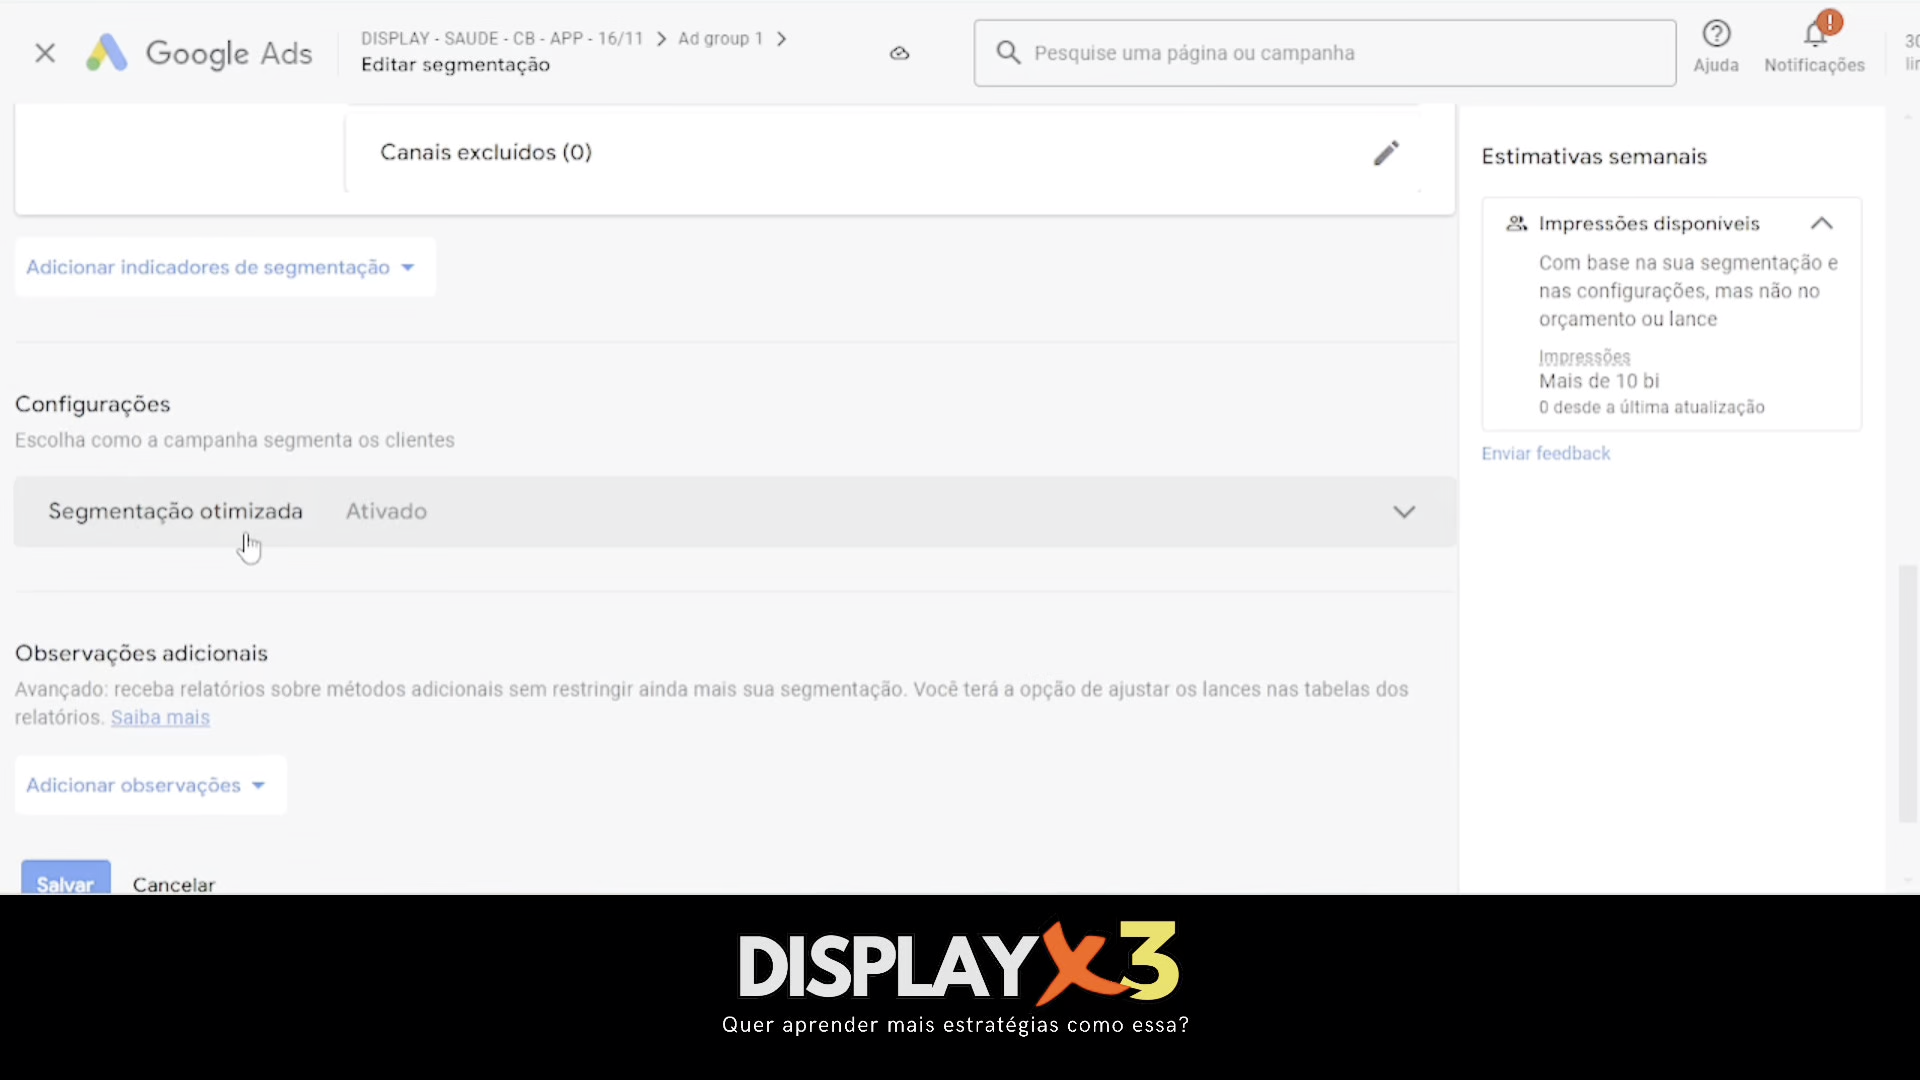 Google Ads
DISPLAY - SAUDE - CB - APP - 16/11 > Ad group 1 >
Editar segmentação
Pesquise uma página ou campanha
Ajuda
Notificações
Canais excluídos (0)
Adicionar indicadores de segmentação
Configurações
Escolha como a campanha segmenta os clientes
Segmentação otimizada Ativado
Observações adicionais
Avançado: receba relatórios sobre métodos adicionais sem restringir ainda mais sua segmentação. Você terá a opção de ajustar os lances nas tabelas dos
relatórios. Saiba mais
Adicionar observações
Salvar Cancelar
Estimativas semanais
Impressões disponíveis
Com base na sua segmentação e
nas configurações, mas não no
orçamento ou lance
Impressões
Mais de 10 bi
0 desde a última atualização
Enviar feedback
DISPLAY X3
Quer aprender mais estratégias como essa?